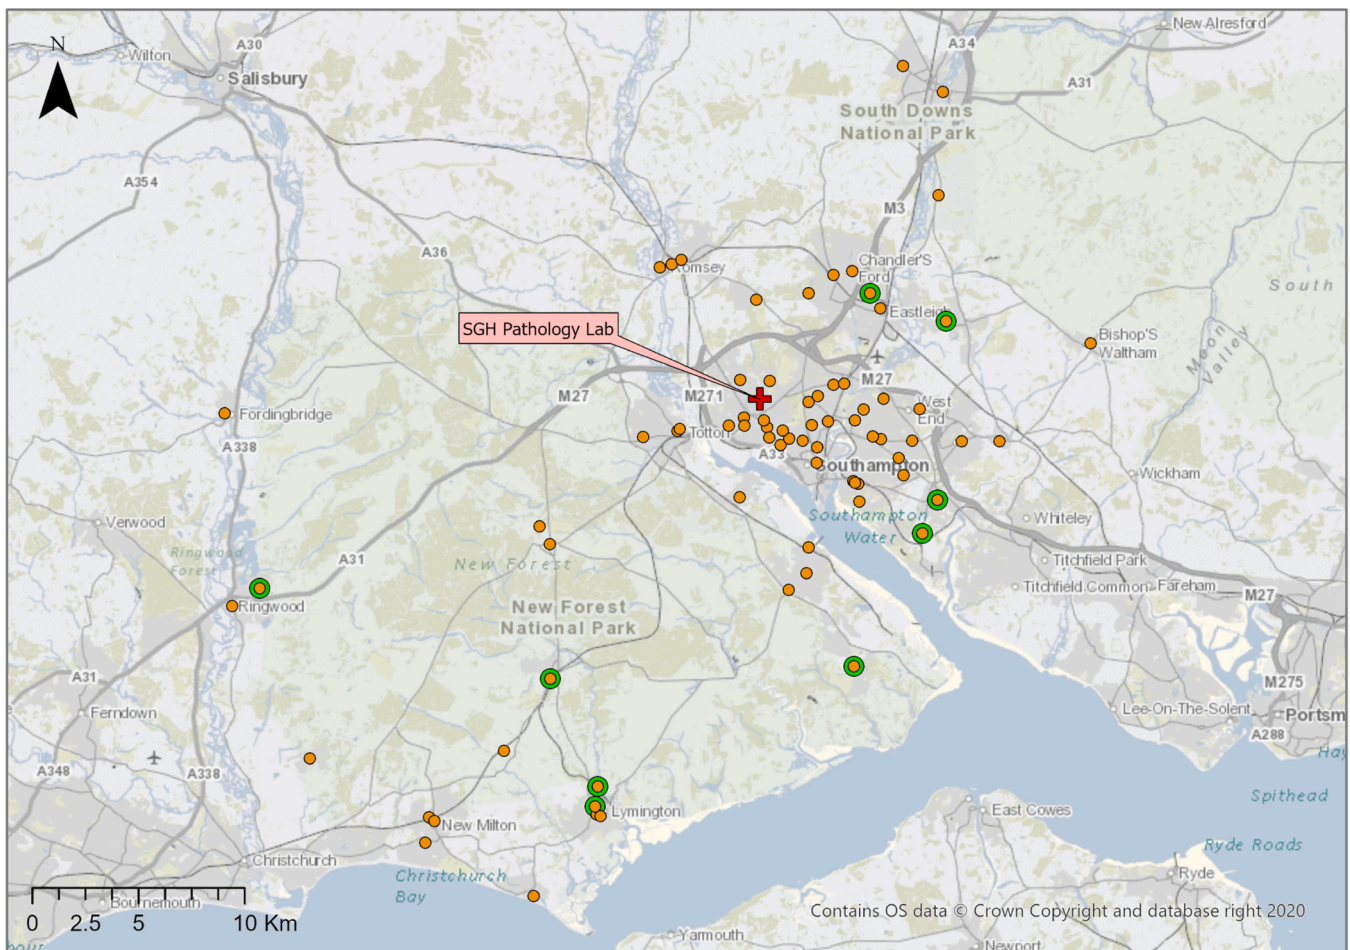 New Alresford
N
A30
A34
Wilton
Salisbury
A31
South Downs
National Park
A354
M3
A36
Chandler'S
Ford
Romsey
South
Eastleigh
SGH Pathology Lab
Bishop'S
Waltham
Moon
Valley
M27
M27
M271
West
End
Fordingbridge
Totton
A338
A33
Southampton
Wickham
Verwood
Southampton
Water
Whiteley
Ringwood
Forest
A31
New Forest
Titchfield Park
Titchfield Common
Fareham
M27
Ringwood
New Forest
National Park
A31
M275
Ferndown
Lee-On-The-Solent
Portsm
A288
Hay
A348
A338
Spithead
Lymington
East Cowes
New Milton
Ryde Roads
Christchurch
Christchurch
Bay
Ryde
Bournemouth
0 2.5 5 10 Km
Contains OS data © Crown Copyright and database right 2020
Yarmouth
Newport